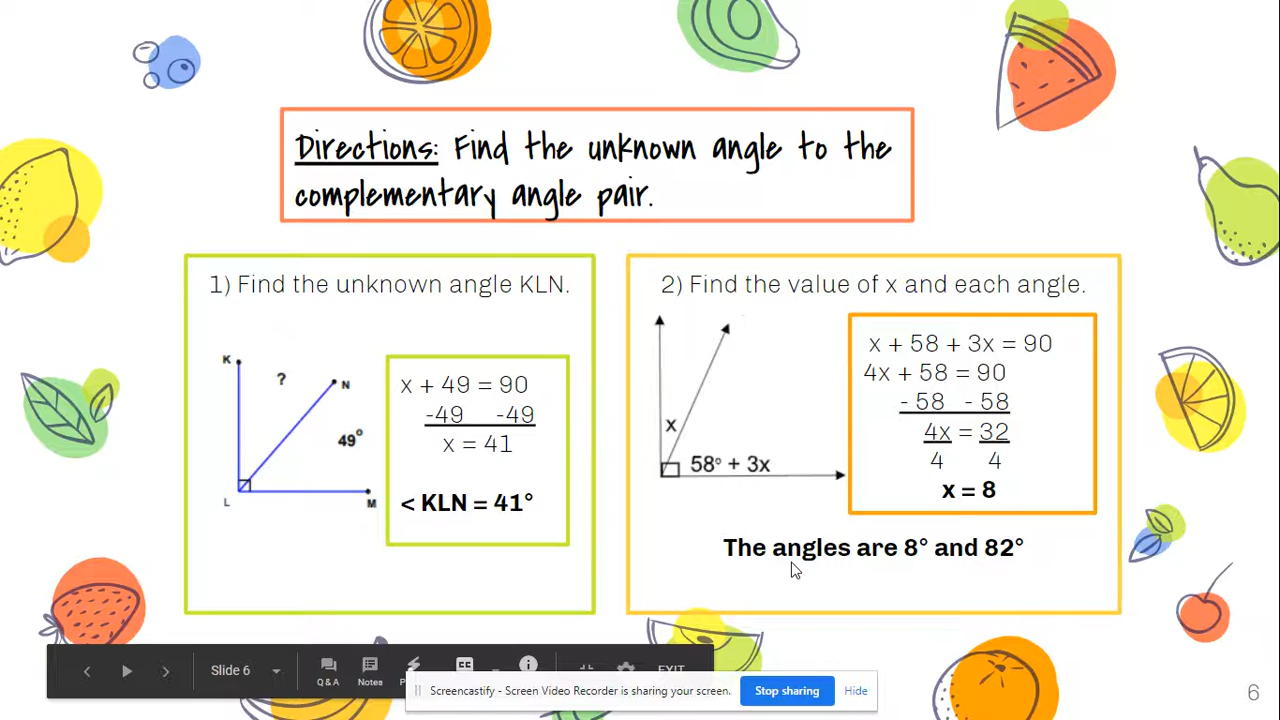 Directions: Find the unknown angle to the
complementary angle pair.
1) Find the unknown angle KLN.
K
?
N
49°
L
M
x + 49 = 90
-49 -49
x = 41
< KLN = 41°
2) Find the value of x and each angle.
x
58° + 3x
x + 58 + 3x = 90
4x + 58 = 90
- 58 - 58
4x = 32
4 4
x = 8
The angles are 8° and 82°
Slide 6
Q & A
Notes
CC
EXIT
Screencastify - Screen Video Recorder is sharing your screen.
Stop sharing
Hide
6